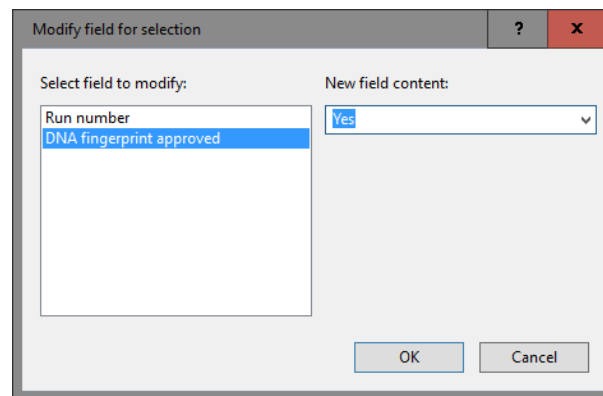 Modify field for selection
?
x
Select field to modify:
New field content:
Run number
DNA fingerprint approved
Yes
OK
Cancel